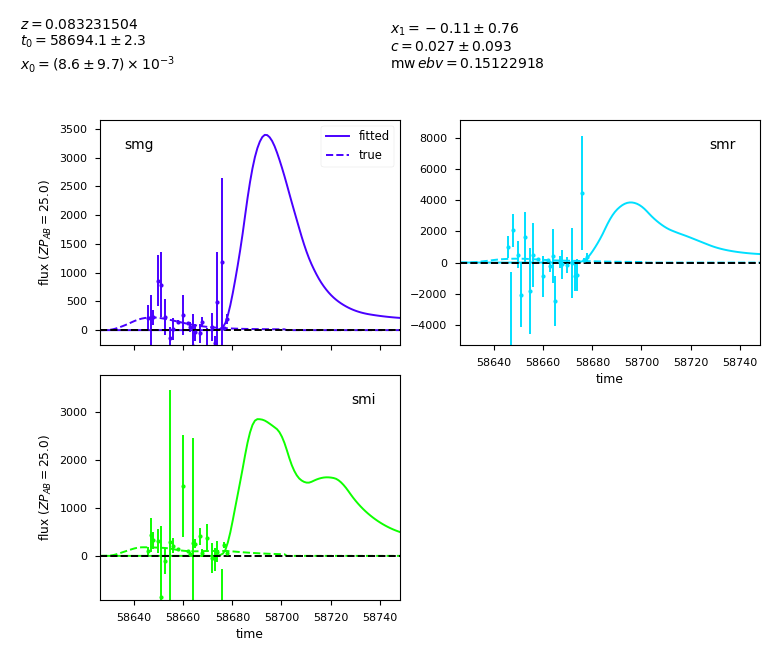 z = 0.083231504
t₀ = 58694.1 ± 2.3
x₀ = (8.6 ± 9.7) × 10⁻³
x₁ = −0.11 ± 0.76
c = 0.027 ± 0.093
mw ebv = 0.15122918
smg
fitted
true
3500
3000
2500
2000
1500
1000
500
0
flux (ZP_AB = 25.0)
smr
8000
6000
4000
2000
0
−2000
−4000
58640 58660 58680 58700 58720 58740
time
smi
3000
2000
1000
0
flux (ZP_AB = 25.0)
58640 58660 58680 58700 58720 58740
time